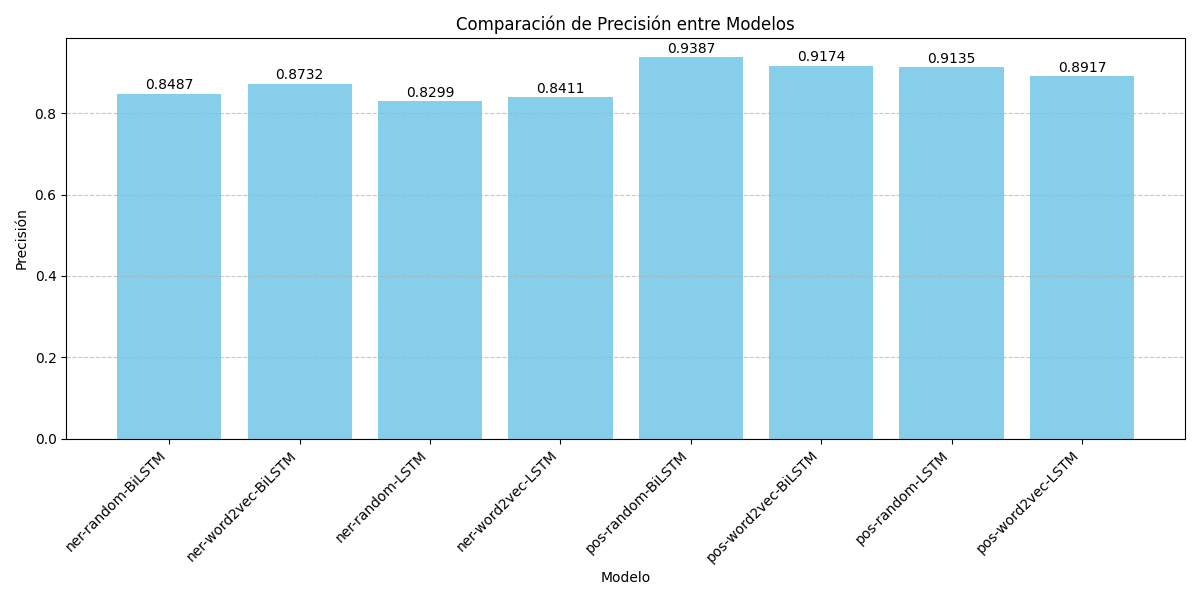 Comparación de Precisión entre Modelos
Precisión
0.8
0.6
0.4
0.2
0.0
0.8487
0.8732
0.8299
0.8411
0.9387
0.9174
0.9135
0.8917
ner-random-BiLSTM
ner-word2vec-BiLSTM
ner-random-LSTM
ner-word2vec-LSTM
pos-random-BiLSTM
pos-word2vec-BiLSTM
pos-random-LSTM
pos-word2vec-LSTM
Modelo